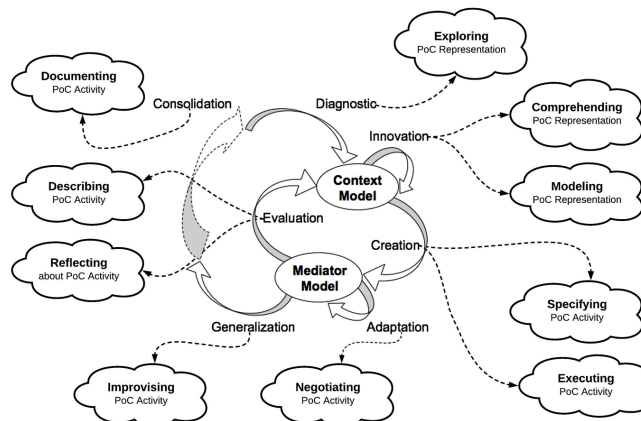 Exploring
PoC Representation
Documenting
PoC Activity
Consolidation
Diagnostic
Comprehending
PoC Representation
Innovation
Context
Model
Describing
PoC Activity
Modeling
PoC Representation
Evaluation
Creation
Reflecting
about PoC Activity
Mediator
Model
Specifying
PoC Activity
Generalization
Adaptation
Improvising
PoC Activity
Negotiating
PoC Activity
Executing
PoC Activity